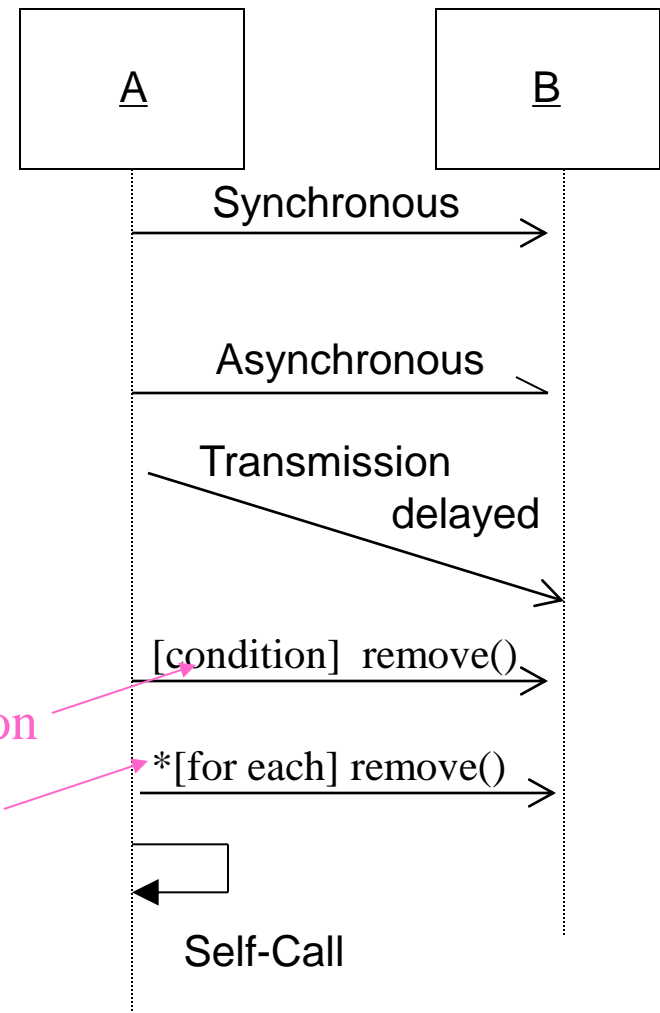 A
B
Synchronous
Asynchronous
Transmission
delayed
[condition] remove()
*[for each] remove()
Self-Call